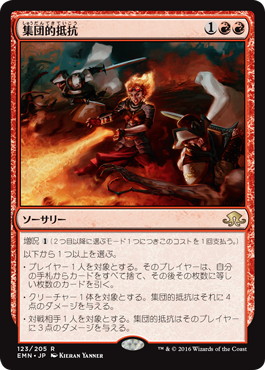 しゅうだんてきていこう
集団的抵抗
1
ソーサリー
増呪 1(2つ目以降に選ぶモード1つにつきこのコストを1回支払う。)
以下から1つ以上を選ぶ。
・プレイヤー1人を対象とする。そのプレイヤーは、自分
の手札からカードをすべて捨て、その後その枚数に等し
い枚数のカードを引く。
・クリーチャー1体を対象とする。集団的抵抗はそれに4
点のダメージを与える。
・対戦相手1人を対象とする。集団的抵抗はそのプレイヤー
に3点のダメージを与える。
123/205 R
EMN • JP KIERAN YANNER
™ & © 2016 Wizards of the Coast